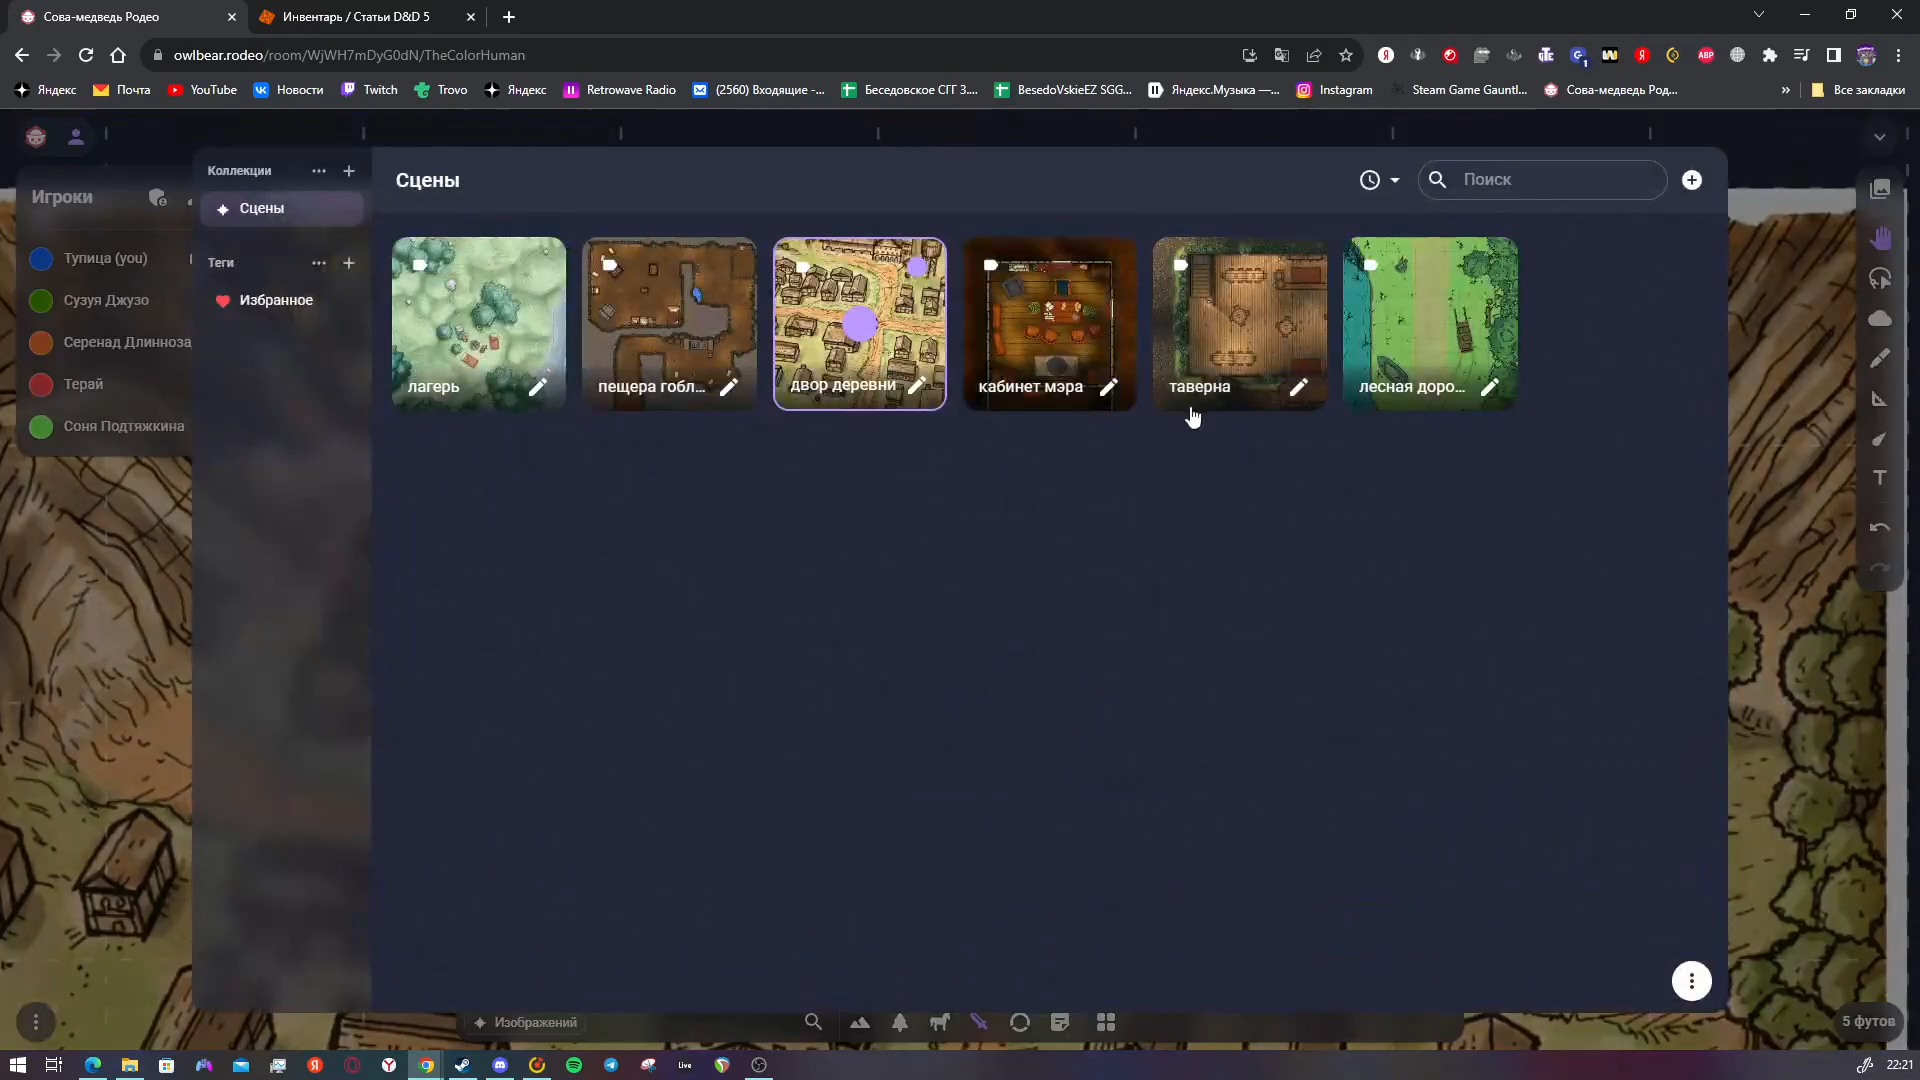 Сова-медведь Родео
Инвентарь / Статьи D&D 5
owlbear.rodeo/room/WjWH7mDyG0dN/TheColorHuman
Яндекс
Почта
YouTube
Новости
Twitch
Trovo
Яндекс
Retrowave Radio
(2560) Входящие -...
Беседовское СГГ 3....
BesedoVskieEZ SGG...
Яндекс.Музыка —...
Instagram
Steam Game Gauntl...
Сова-медведь Род...
»
Все закладки
Игроки
Тупица (you)
Сузуя Джузо
Серенад Длинноза
Терай
Соня Подтяжкина
Коллекции
Сцены
Теги
Избранное
Сцены
Поиск
лагерь
пещера гобл...
двор деревни
кабинет мэра
таверна
лесная доро...
Изображений
5 футов
22:21